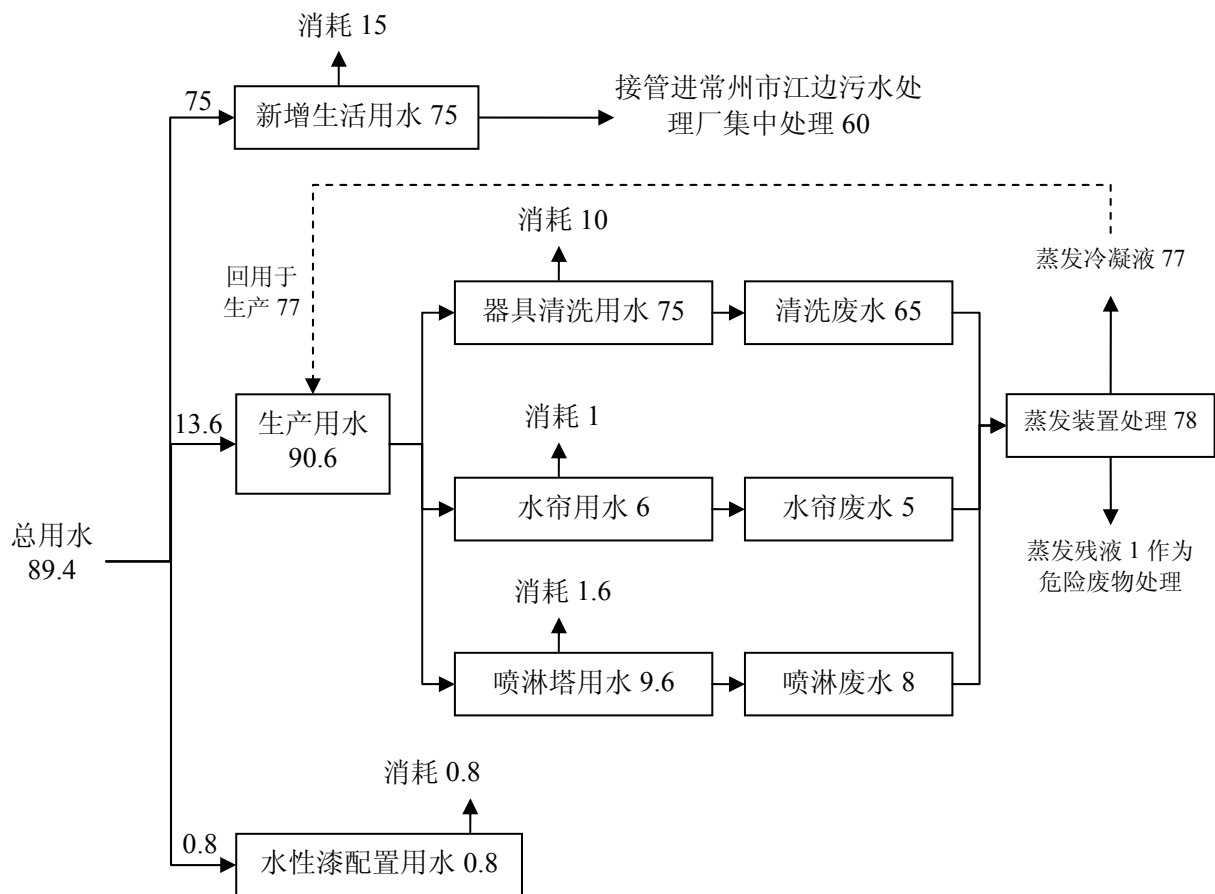 消耗 15
75
新增生活用水 75
接管进常州市江边污水处
理厂集中处理 60
消耗 10
回用于
生产 77
蒸发冷凝液 77
器具清洗用水 75
清洗废水 65
13.6
生产用水
90.6
消耗 1
蒸发装置处理 78
水帘用水 6
水帘废水 5
总用水
89.4
蒸发残液 1 作为
危险废物处理
消耗 1.6
喷淋塔用水 9.6
喷淋废水 8
消耗 0.8
0.8
水性漆配置用水 0.8